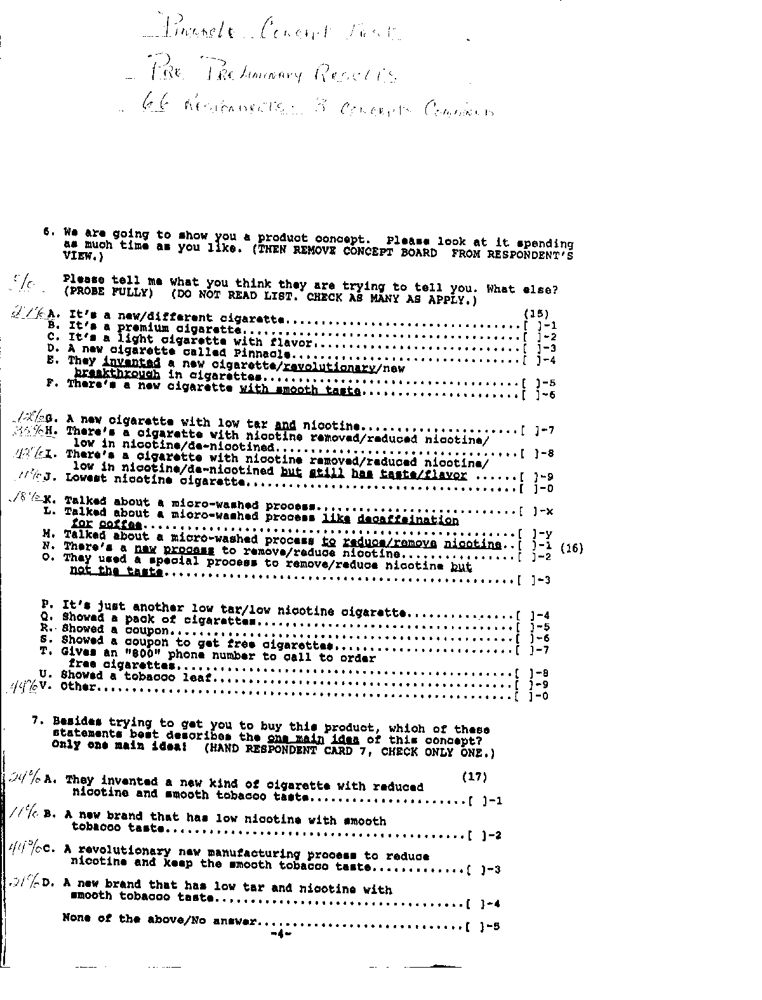 Pinnacle Concept Test
Pre Preliminary Results
66 Respondents 3 Concepts Combined
6. We are going to show you a product concept. Please look at it spending
as much time as you like. (THEN REMOVE CONCEPT BOARD FROM RESPONDENT'S
VIEW.)
Please tell me what you think they are trying to tell you. What else?
(PROBE FULLY) (DO NOT READ LIST. CHECK AS MANY AS APPLY.)
(15)
21% A. It's a new/different cigarette..............................[ ]-1
B. It's a premium cigarette....................................[ ]-2
C. It's a light cigarette with flavor..........................[ ]-3
D. A new cigarette called Pinnacle.............................[ ]-4
E. They invented a new cigarette/revolutionary/new
breakthrough in cigarettes..................................[ ]-5
F. There's a new cigarette with smooth taste...................[ ]-6
12% G. A new cigarette with low tar and nicotine...................[ ]-7
35% H. There's a cigarette with nicotine removed/reduced nicotine/
low in nicotine/de-nicotined................................[ ]-8
42% I. There's a cigarette with nicotine removed/reduced nicotine/
low in nicotine/de-nicotined but still has taste/flavor ......[ ]-9
11% J. Lowest nicotine cigarette...................................[ ]-0
18% K. Talked about a micro-washed process.........................[ ]-x
L. Talked about a micro-washed process like decaffeination
for coffee..................................................[ ]-y
M. Talked about a micro-washed process to reduce/remove nicotine..[ ]-1 (16)
N. There's a new process to remove/reduce nicotine.............[ ]-2
O. They used a special process to remove/reduce nicotine but
not the taste...............................................[ ]-3
P. It's just another low tar/low nicotine cigarette............[ ]-4
Q. Showed a pack of cigarettes.................................[ ]-5
R. Showed a coupon.............................................[ ]-6
S. Showed a coupon to get free cigarettes......................[ ]-7
T. Gives an "800" phone number to call to order
free cigarettes.............................................[ ]-8
U. Showed a tobacco leaf.......................................[ ]-9
44% V. Other.......................................................[ ]-0
7. Besides trying to get you to buy this product, which of these
statements best describes the one main idea of this concept?
Only one main idea! (HAND RESPONDENT CARD 7, CHECK ONLY ONE.)
(17)
24% A. They invented a new kind of cigarette with reduced
nicotine and smooth tobacco taste......................[ ]-1
11% B. A new brand that has low nicotine with smooth
tobacco taste..........................................[ ]-2
44% C. A revolutionary new manufacturing process to reduce
nicotine and keep the smooth tobacco taste.............[ ]-3
21% D. A new brand that has low tar and nicotine with
smooth tobacco taste...................................[ ]-4
None of the above/No answer............................[ ]-5
-4-